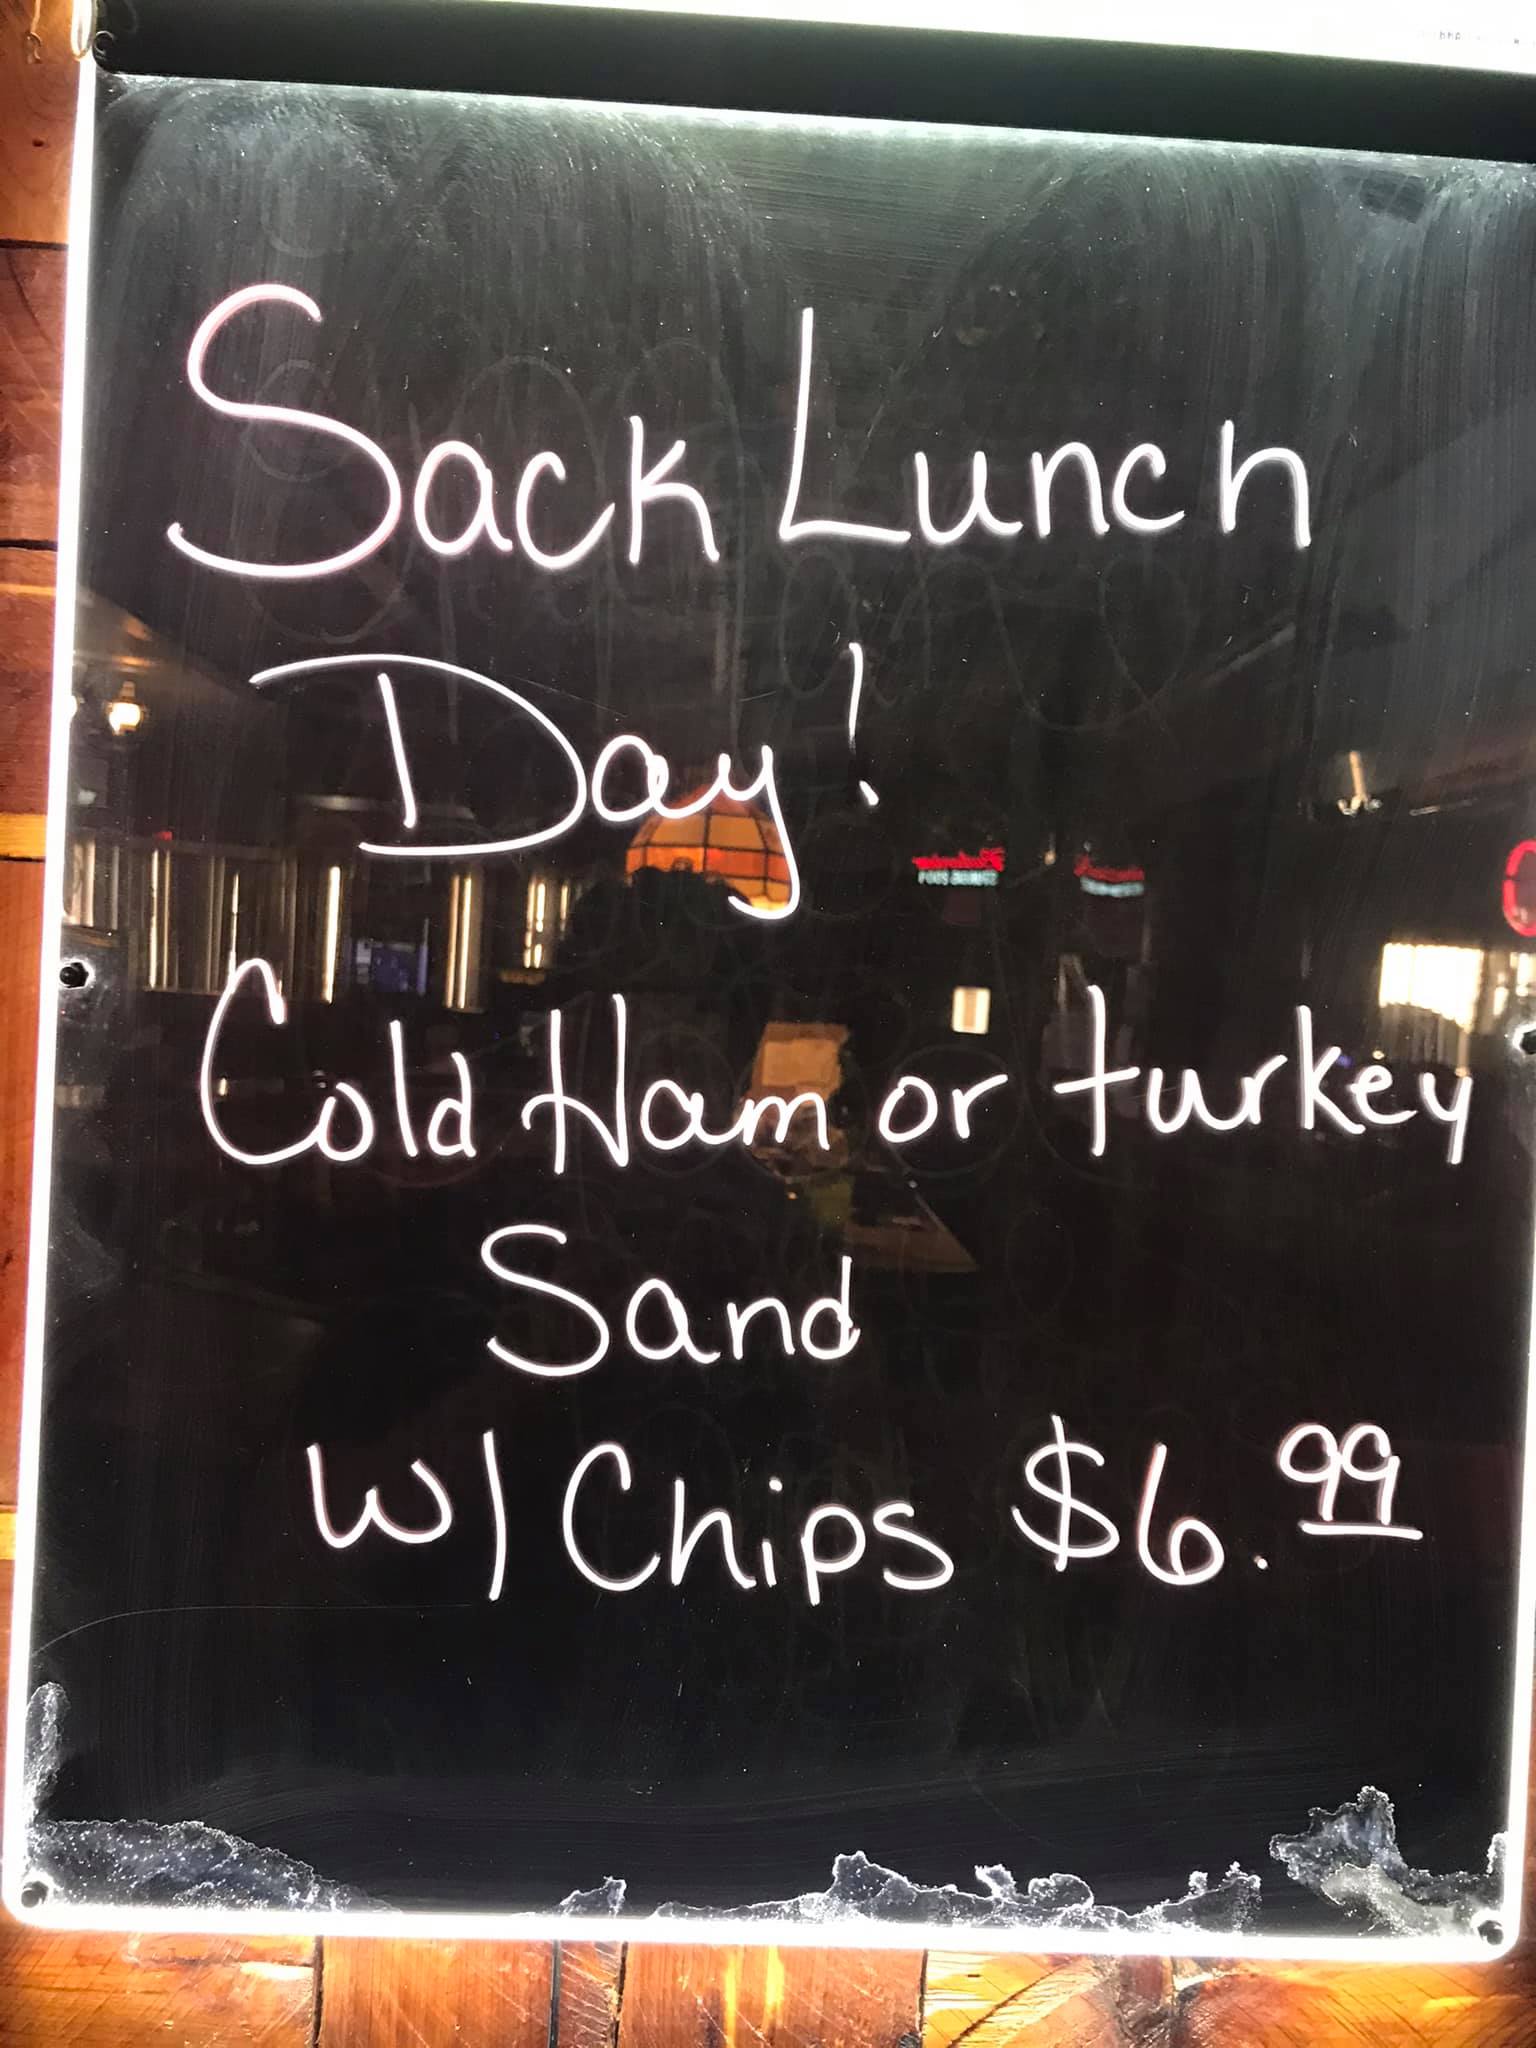 Sack Lunch
Day!
Cold Ham or turkey
Sand
W/ Chips $6.99